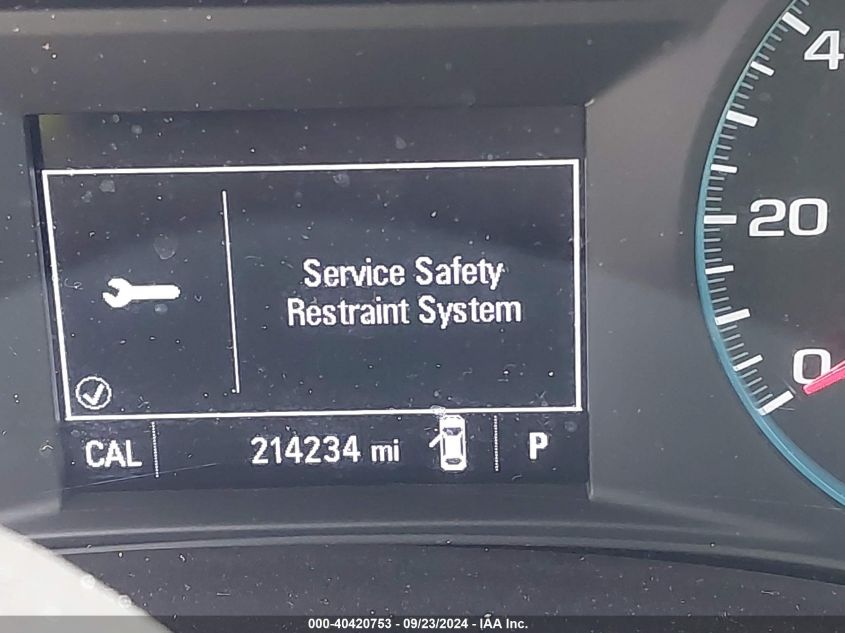 Service Safety
Restraint System
CAL 214234 mi P
4
20
0
000-40420753 - 09/23/2024 - IAA Inc.